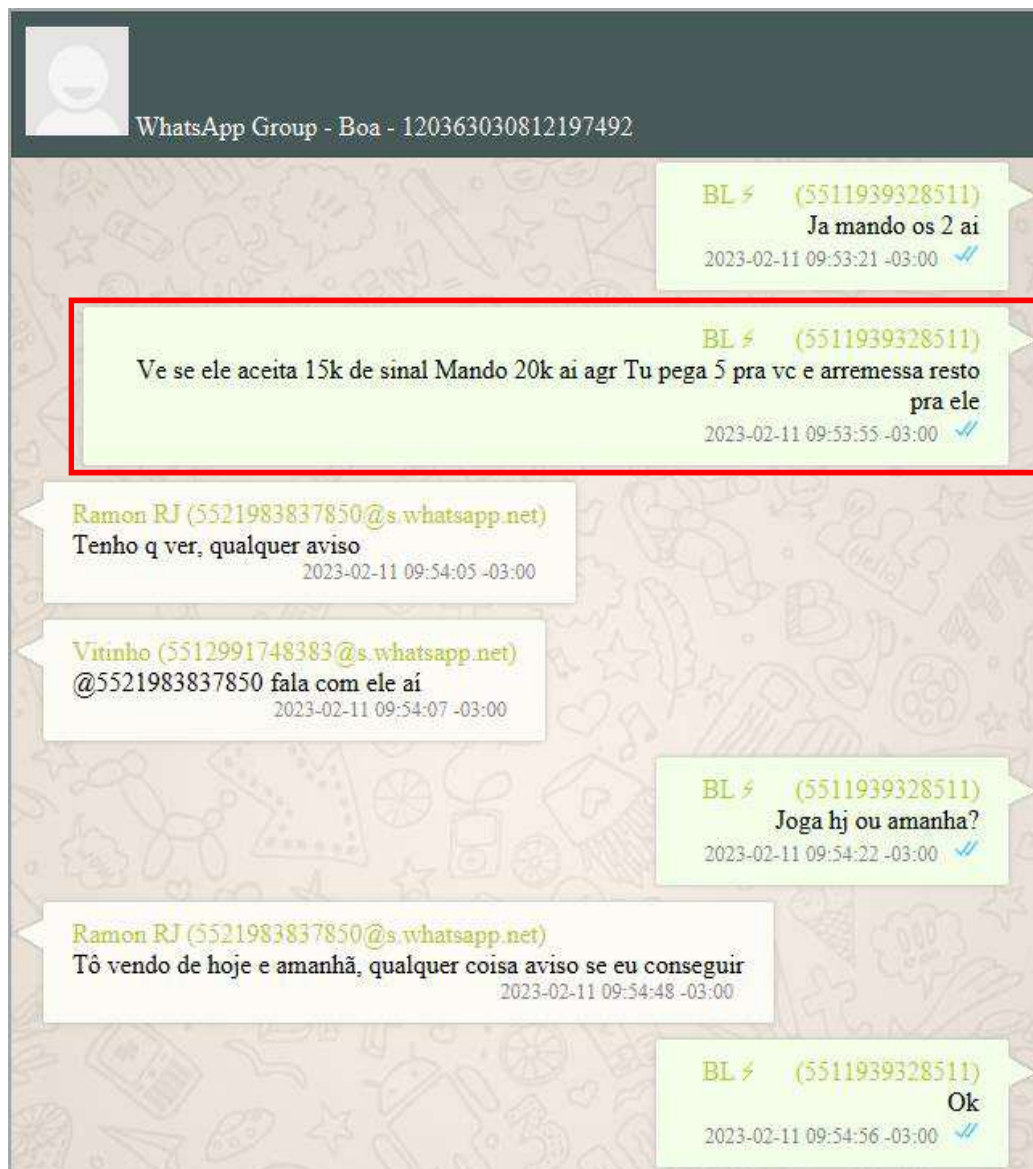 WhatsApp Group - Boa - 120363030812197492
BL⚡ (5511939328511)
Ja mando os 2 ai
2023-02-11 09:53:21 -03:00
BL⚡ (5511939328511)
Ve se ele aceita 15k de sinal Mando 20k ai agr Tu pega 5 pra vc e arremessa resto
pra ele
2023-02-11 09:53:55 -03:00
Ramon RJ (5521983837850@s.whatsapp.net)
Tenho q ver, qualquer aviso
2023-02-11 09:54:05 -03:00
Vitinho (5512991748383@s.whatsapp.net)
@5521983837850 fala com ele aí
2023-02-11 09:54:07 -03:00
BL⚡ (5511939328511)
Joga hj ou amanha?
2023-02-11 09:54:22 -03:00
Ramon RJ (5521983837850@s.whatsapp.net)
Tô vendo de hoje e amanhã, qualquer coisa aviso se eu conseguir
2023-02-11 09:54:48 -03:00
BL⚡ (5511939328511)
Ok
2023-02-11 09:54:56 -03:00